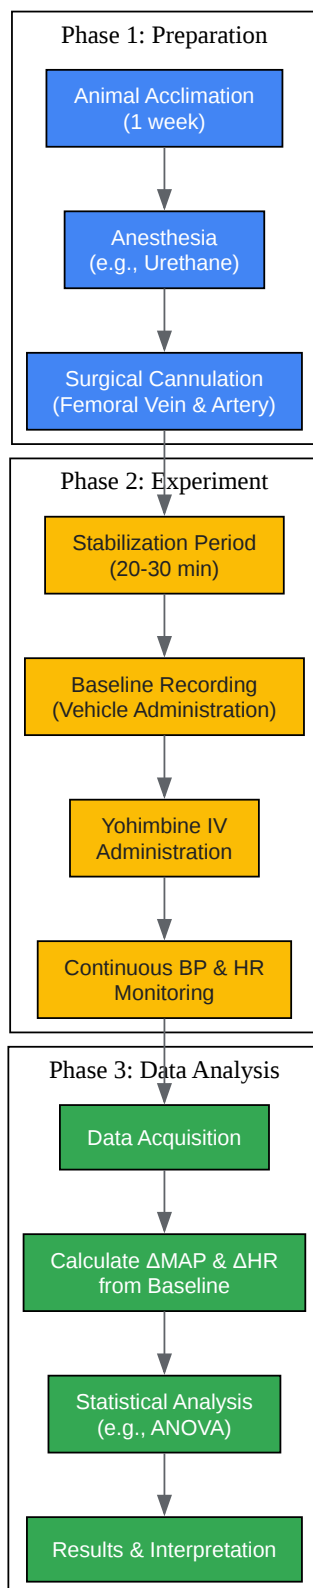 Phase 1: Preparation
Animal Acclimation
(1 week)
Anesthesia
(e.g., Urethane)
Surgical Cannulation
(Femoral Vein & Artery)
Phase 2: Experiment
Stabilization Period
(20-30 min)
Baseline Recording
(Vehicle Administration)
Yohimbine IV
Administration
Continuous BP & HR
Monitoring
Phase 3: Data Analysis
Data Acquisition
Calculate ΔMAP & ΔHR
from Baseline
Statistical Analysis
(e.g., ANOVA)
Results & Interpretation